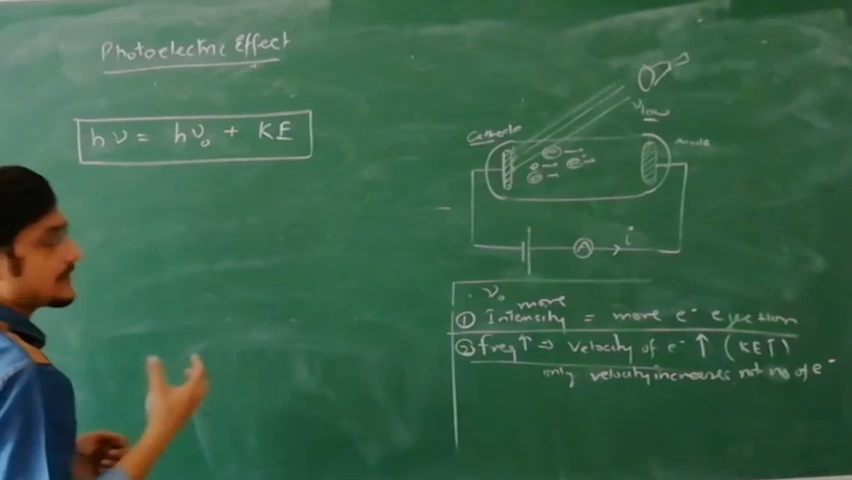 Photoelectric Effect
hν = hν₀ + KE
ν low
Cathode
Anode
A
i
ν₀
① more Intensity = more e⁻ ejection
② freq↑ ⇒ velocity of e⁻ ↑ (KE↑)
only velocity increases not no of e⁻